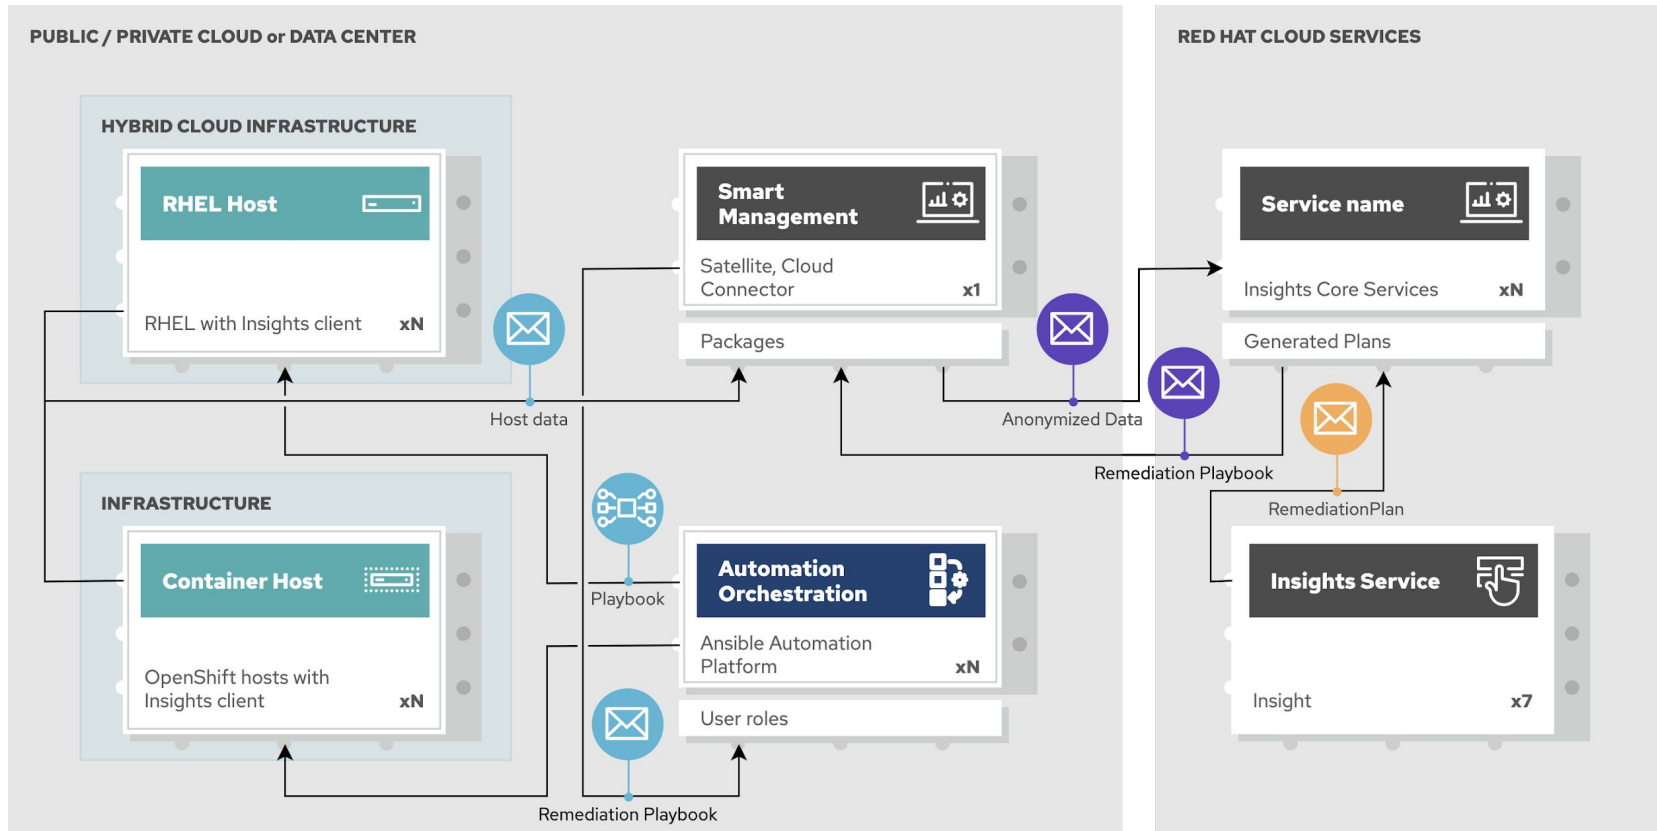 PUBLIC / PRIVATE CLOUD or DATA CENTER
RED HAT CLOUD SERVICES
HYBRID CLOUD INFRASTRUCTURE
RHEL Host
RHEL with Insights client
xN
Smart
Management
Satellite, Cloud
Connector
x1
Packages
Service name
Insights Core Services
xN
Generated Plans
Host data
Anonymized Data
Remediation Playbook
RemediationPlan
INFRASTRUCTURE
Container Host
OpenShift hosts with
Insights client
xN
Playbook
Automation
Orchestration
Ansible Automation
Platform
xN
User roles
Remediation Playbook
Insights Service
Insight
x7